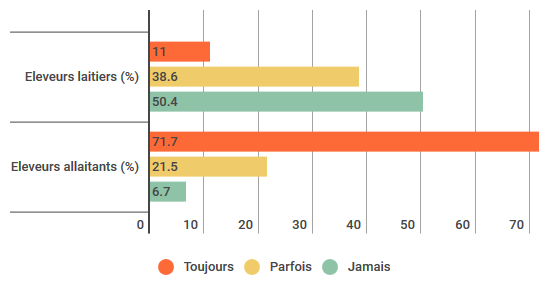 11
Eleveurs laitiers (%)
38.6
50.4
71.7
Eleveurs allaitants (%)
21.5
6.7
0 10 20 30 40 50 60 70
Toujours Parfois Jamais